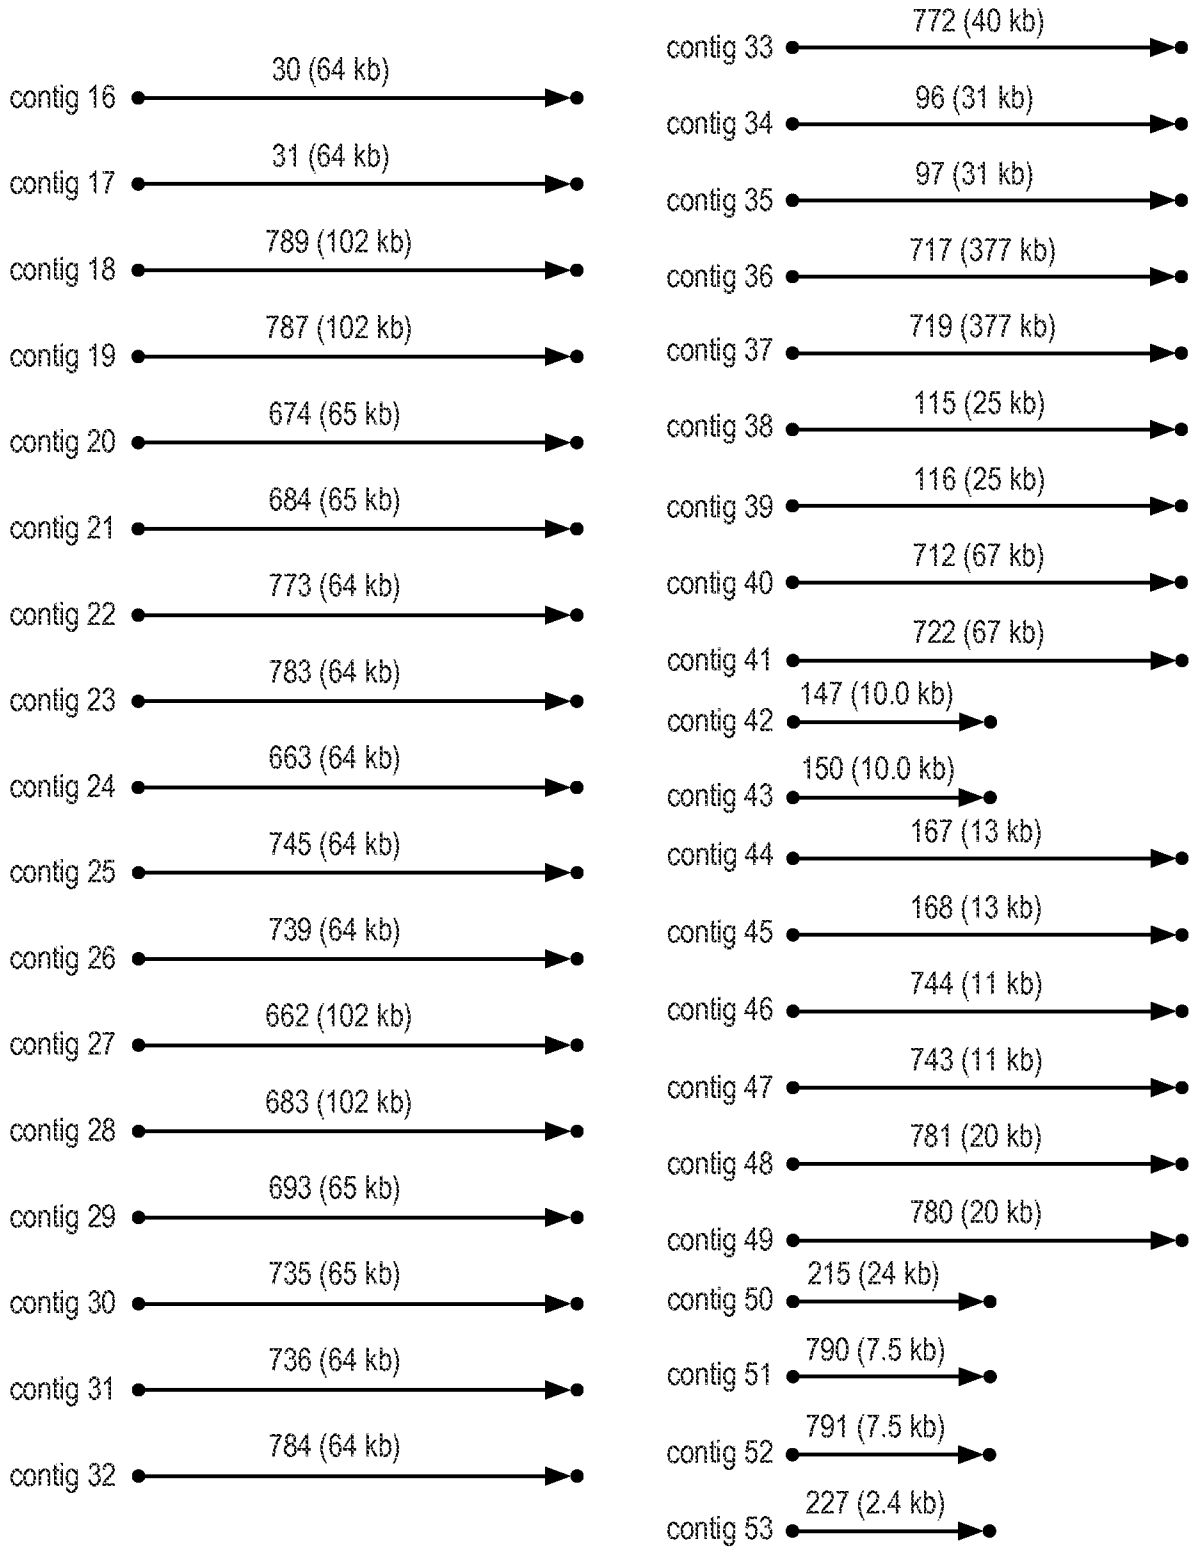 30 (64 kb)
contig 16
31 (64 kb)
contig 17
789 (102 kb)
contig 18
787 (102 kb)
contig 19
674 (65 kb)
contig 20
684 (65 kb)
contig 21
773 (64 kb)
contig 22
783 (64 kb)
contig 23
663 (64 kb)
contig 24
745 (64 kb)
contig 25
739 (64 kb)
contig 26
662 (102 kb)
contig 27
683 (102 kb)
contig 28
693 (65 kb)
contig 29
735 (65 kb)
contig 30
736 (64 kb)
contig 31
784 (64 kb)
contig 32
772 (40 kb)
contig 33
96 (31 kb)
contig 34
97 (31 kb)
contig 35
717 (377 kb)
contig 36
719 (377 kb)
contig 37
115 (25 kb)
contig 38
116 (25 kb)
contig 39
712 (67 kb)
contig 40
722 (67 kb)
contig 41
147 (10.0 kb)
contig 42
150 (10.0 kb)
contig 43
167 (13 kb)
contig 44
168 (13 kb)
contig 45
744 (11 kb)
contig 46
743 (11 kb)
contig 47
781 (20 kb)
contig 48
780 (20 kb)
contig 49
215 (24 kb)
contig 50
790 (7.5 kb)
contig 51
791 (7.5 kb)
contig 52
227 (2.4 kb)
contig 53